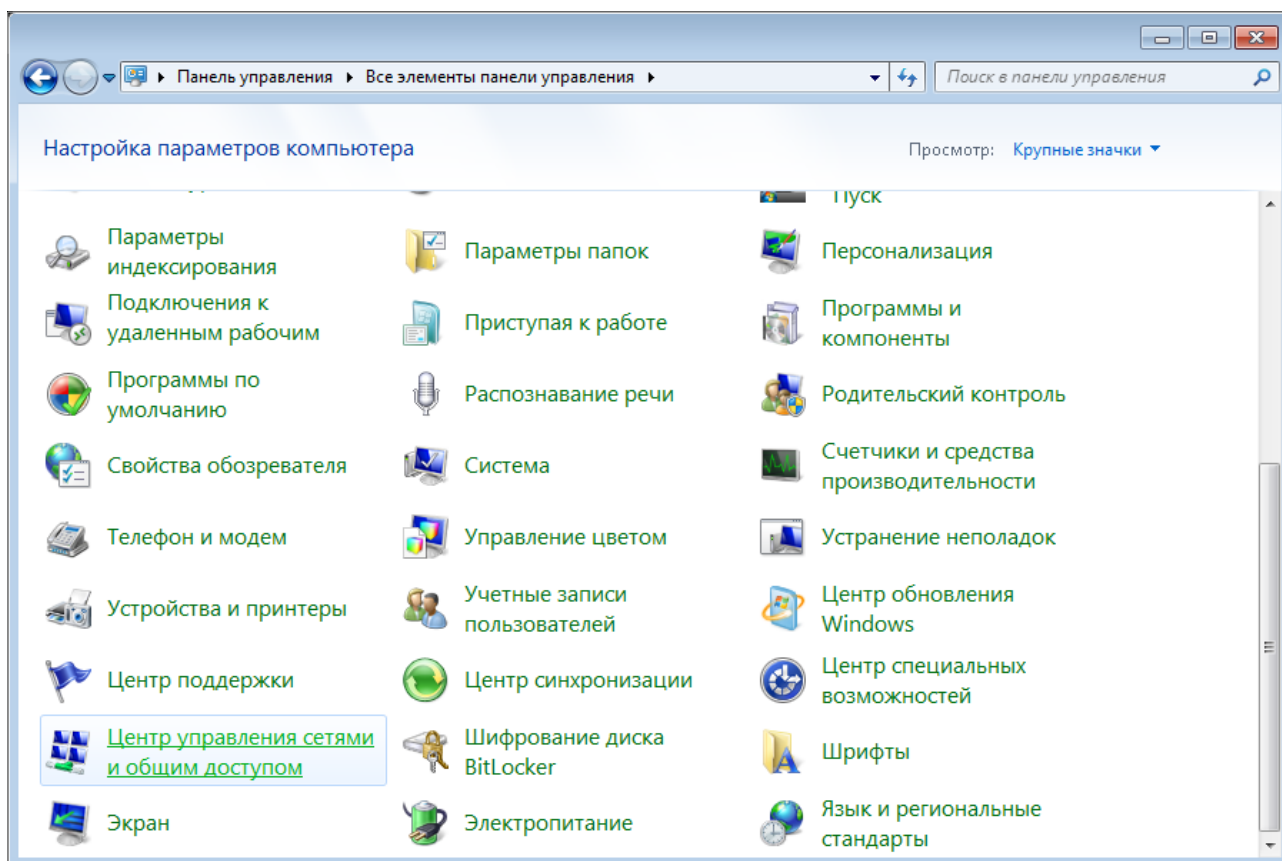 Панель управления ▸ Все элементы панели управления ▸
Поиск в панели управления
Настройка параметров компьютера
Просмотр: Крупные значки
Пуск
Параметры
индексирования
Параметры папок
Персонализация
Подключения к
удаленным рабочим
Приступая к работе
Программы и
компоненты
Программы по
умолчанию
Распознавание речи
Родительский контроль
Свойства обозревателя
Система
Счетчики и средства
производительности
Телефон и модем
Управление цветом
Устранение неполадок
Устройства и принтеры
Учетные записи
пользователей
Центр обновления
Windows
Центр поддержки
Центр синхронизации
Центр специальных
возможностей
Центр управления сетями
и общим доступом
Шифрование диска
BitLocker
Шрифты
Экран
Электропитание
Язык и региональные
стандарты